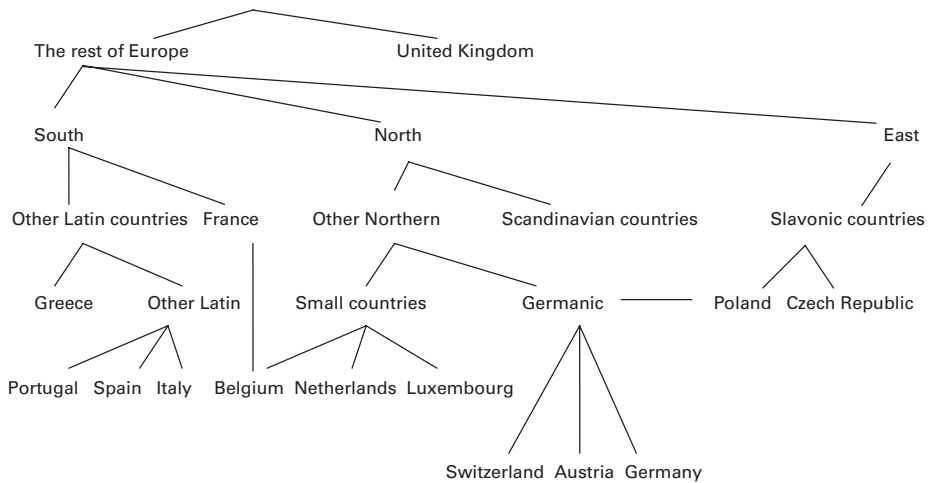 The rest of Europe United Kingdom
South North East
Other Latin countries France Other Northern Scandinavian countries Slavonic countries
Greece Other Latin Small countries Germanic Poland Czech Republic
Portugal Spain Italy Belgium Netherlands Luxembourg
Switzerland Austria Germany